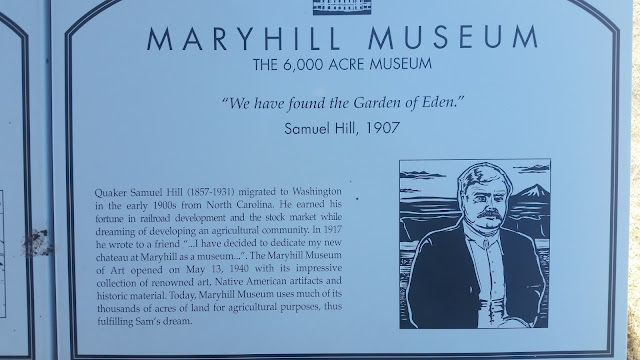 MARYHILL MUSEUM
THE 6,000 ACRE MUSEUM
"We have found the Garden of Eden."
Samuel Hill, 1907
Quaker Samuel Hill (1857-1931) migrated to Washington
in the early 1900s from North Carolina. He earned his
fortune in railroad development and the stock market while
dreaming of developing an agricultural community. In 1917
he wrote to a friend "...I have decided to dedicate my new
chateau at Maryhill as a museum...". The Maryhill Museum
of Art opened on May 13, 1940 with its impressive
collection of renowned art, Native American artifacts and
historic material. Today, Maryhill Museum uses much of its
thousands of acres of land for agricultural purposes, thus
fulfilling Sam's dream.